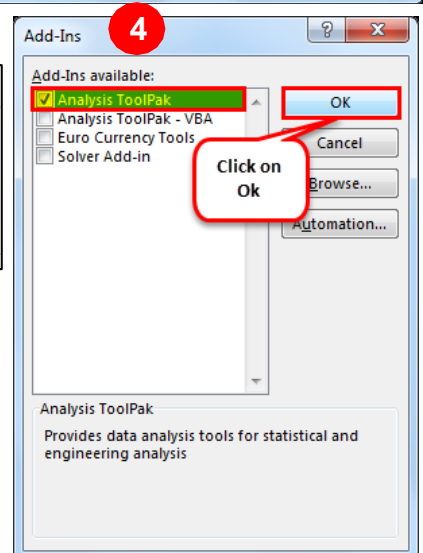 Add-Ins
4
Add-Ins available:
Analysis ToolPak
Analysis ToolPak - VBA
Euro Currency Tools
Solver Add-in
OK
Cancel
Browse...
Automation...
Click on
Ok
Analysis ToolPak
Provides data analysis tools for statistical and
engineering analysis